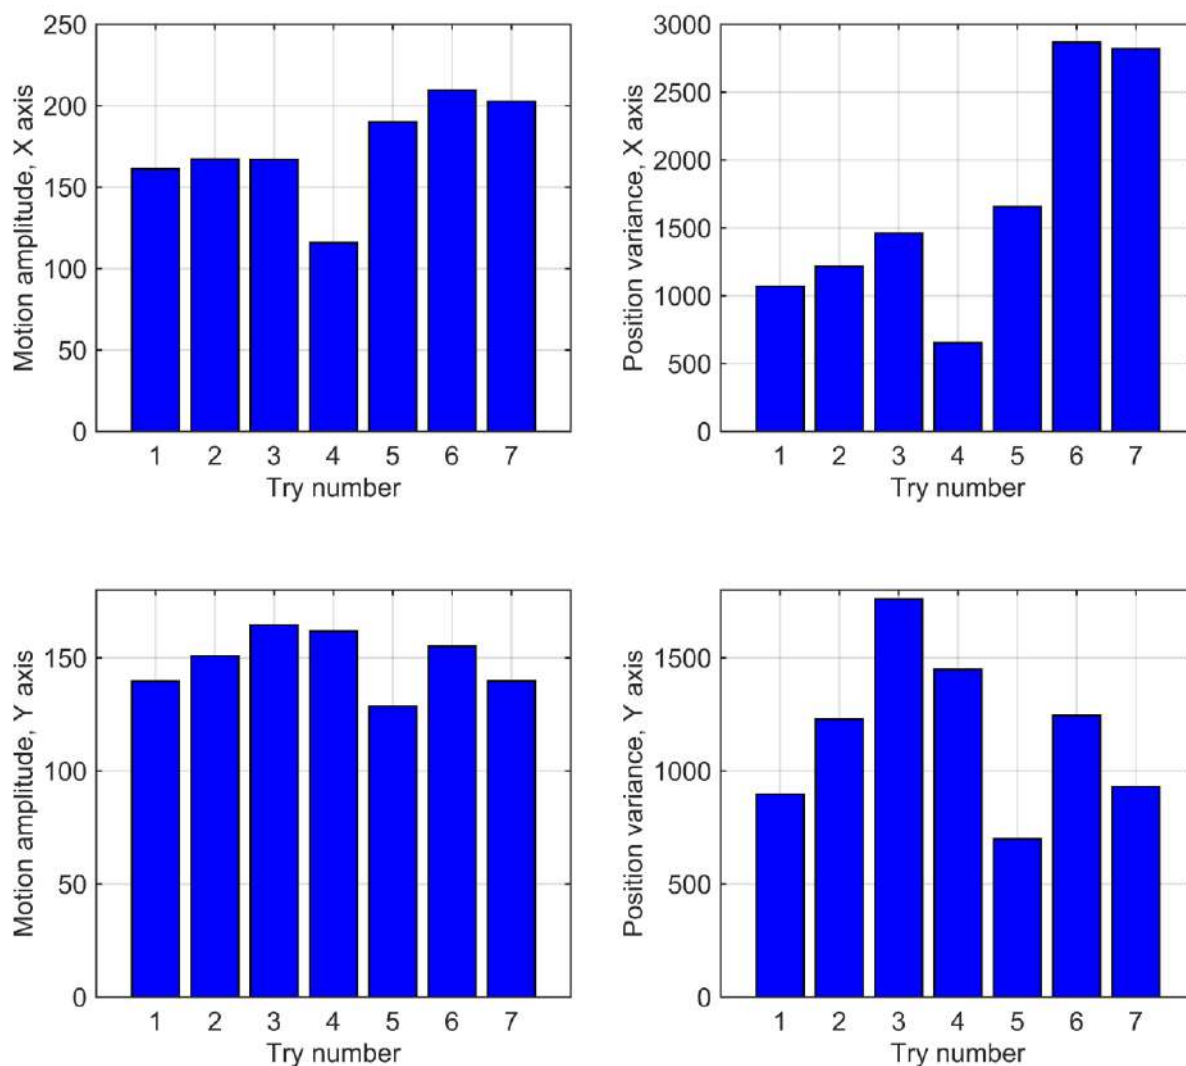 Motion amplitude, X axis
250
200
150
100
50
0
1 2 3 4 5 6 7
Try number
Position variance, X axis
3000
2500
2000
1500
1000
500
0
1 2 3 4 5 6 7
Try number
Motion amplitude, Y axis
150
100
50
0
1 2 3 4 5 6 7
Try number
Position variance, Y axis
1500
1000
500
0
1 2 3 4 5 6 7
Try number